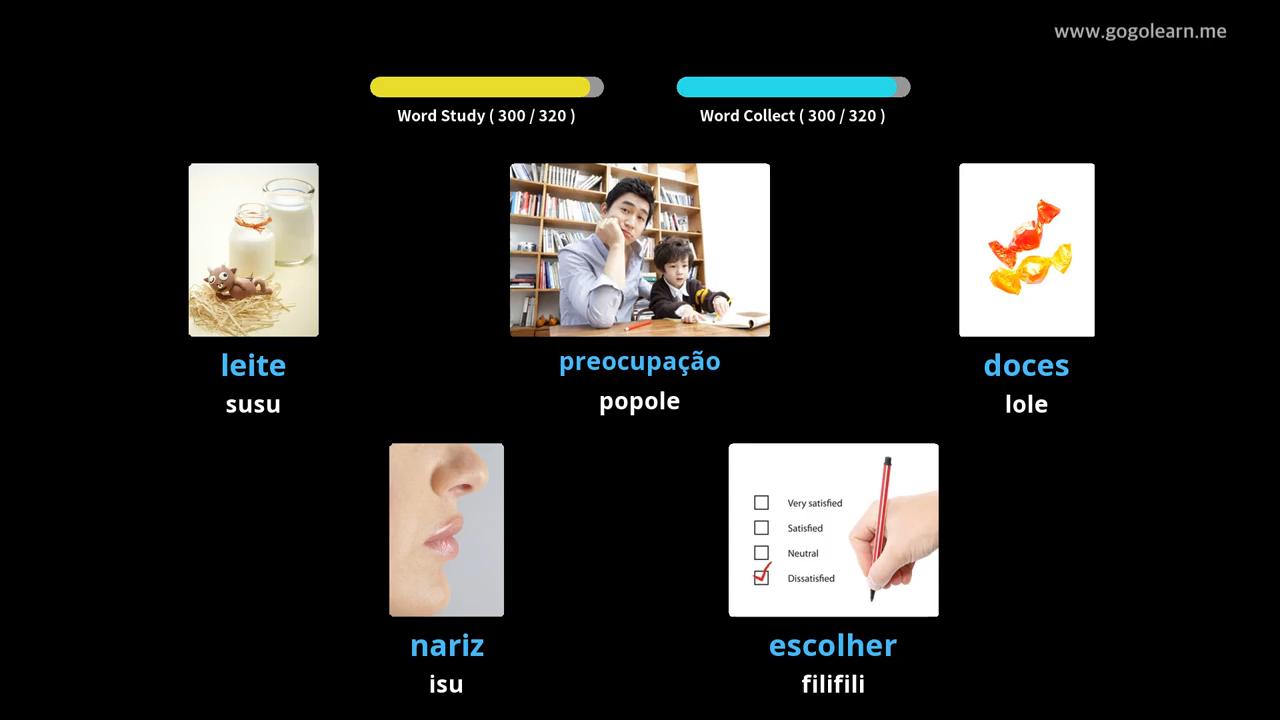 www.gogolearn.me
Word Study ( 300 / 320 )
Word Collect ( 300 / 320 )
leite
susu
preocupação
popole
doces
lole
Very satisfied
Satisfied
Neutral
Dissatisfied
nariz
isu
escolher
filifili